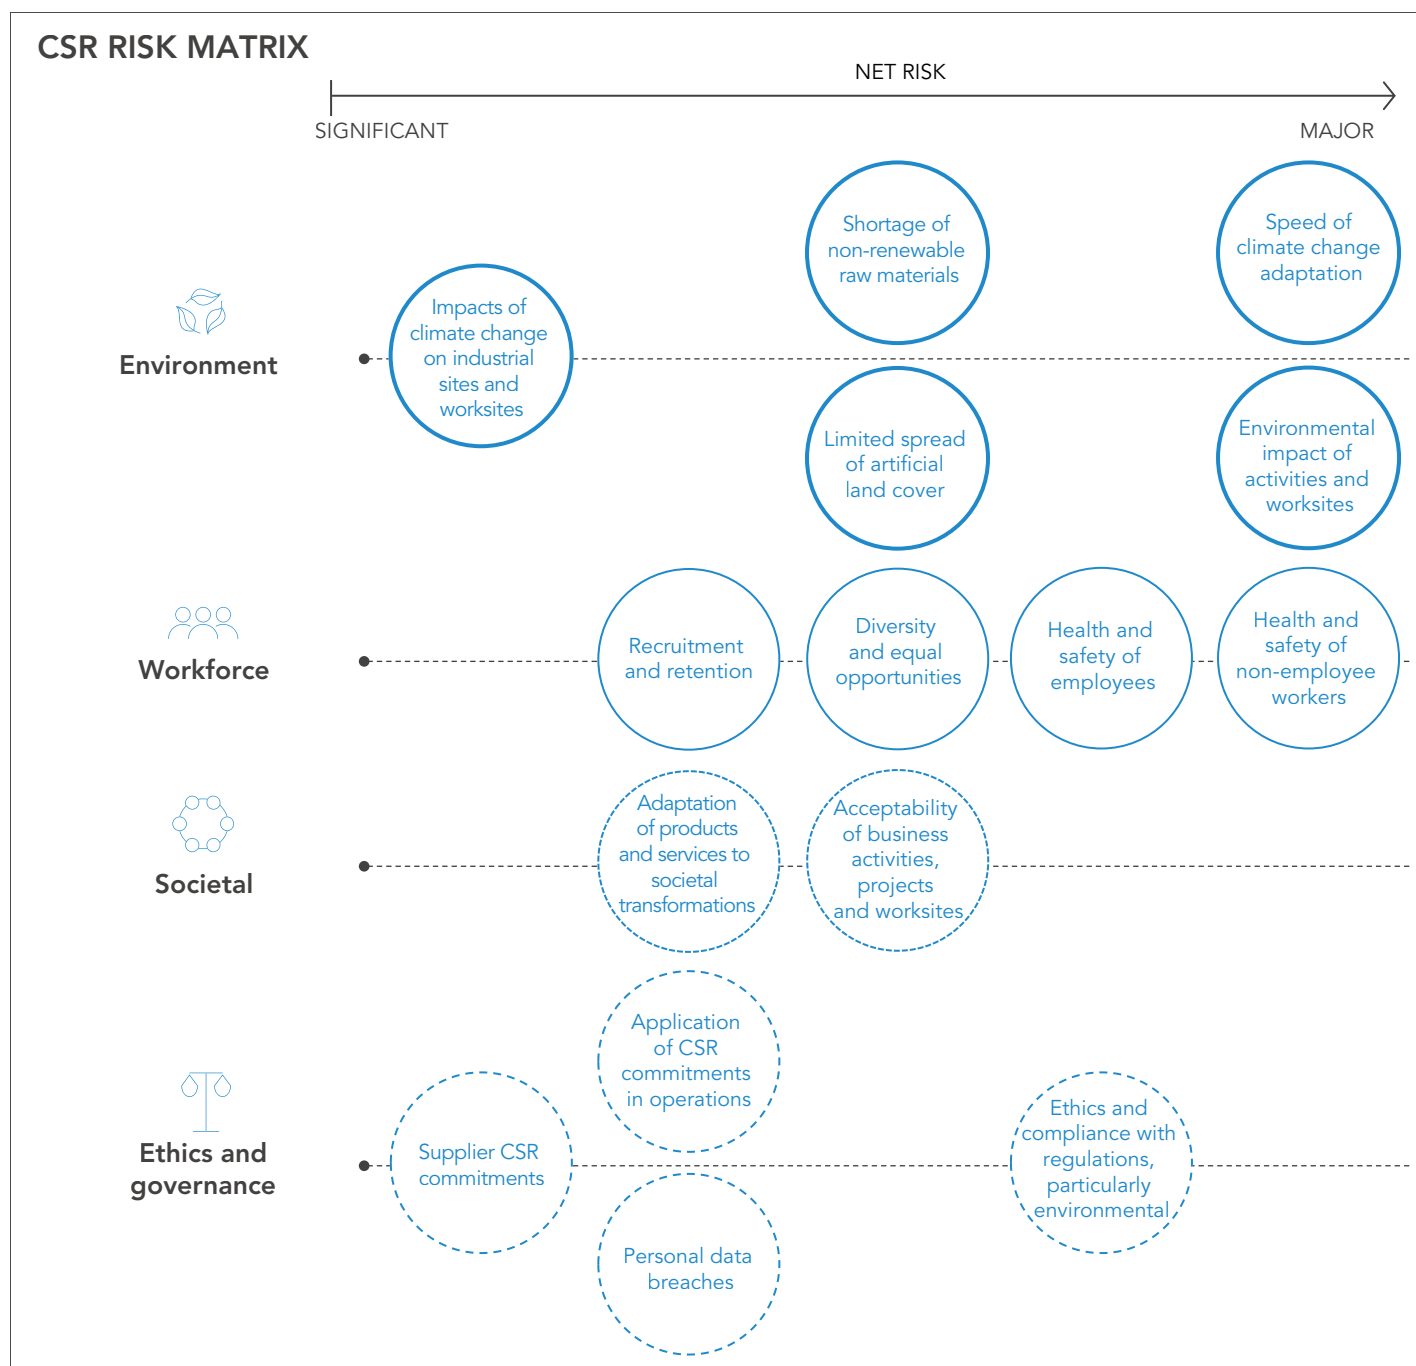 CSR RISK MATRIX
NET RISK
SIGNIFICANT
MAJOR
Environment
Impacts of
climate change
on industrial
sites and
worksites
Shortage of
non-renewable
raw materials
Speed of
climate change
adaptation
Limited spread
of artificial
land cover
Environmental
impact of
activities and
worksites
Workforce
Recruitment
and retention
Diversity
and equal
opportunities
Health and
safety of
employees
Health and
safety of
non-employee
workers
Societal
Adaptation
of products
and services to
societal
transformations
Acceptability
of business
activities,
projects
and worksites
Ethics and
governance
Supplier CSR
commitments
Application
of CSR
commitments
in operations
Personal data
breaches
Ethics and
compliance with
regulations,
particularly
environmental